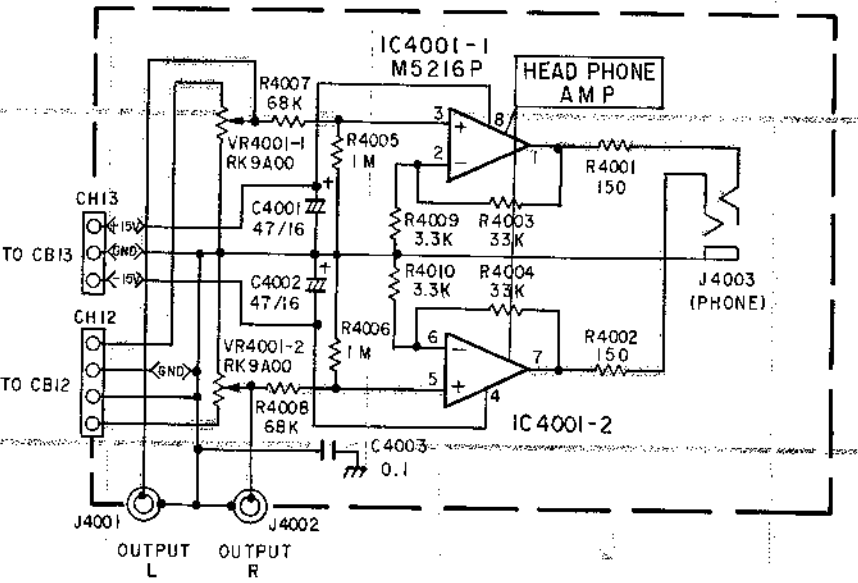 IC4001-1
M5216P
HEAD PHONE
AMP
R4007
68K
3
+
8
R4005
1M
2
−
1
R4001
150
VR4001-1
RK9A00
+
CH13
+15V
C4001
47/16
R4009
3.3K
R4003
33K
TO CB13
GND
+
-15V
C4002
47/16
R4010
3.3K
R4004
33K
J4003
(PHONE)
CH12
VR4001-2
RK9A00
R4006
1M
6
−
7
R4002
150
TO CB12
GND
5
+
4
R4008
68K
IC4001-2
C4003
0.1
J4001
J4002
OUTPUT
L
OUTPUT
R